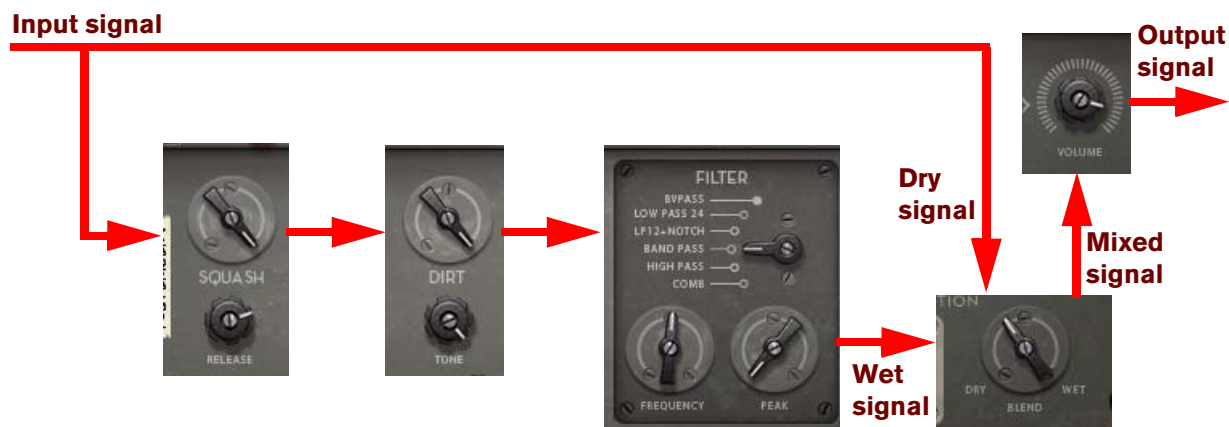 Input signal
Output
signal
VOLUME
FILTER
BYPASS
LOW PASS 24
LP12+NOTCH
BAND PASS
HIGH PASS
COMB
Dry
signal
SQUASH
DIRT
Mixed
signal
TION
RELEASE
TONE
FREQUENCY
PEAK
Wet
signal
DRY
WET
BLEND